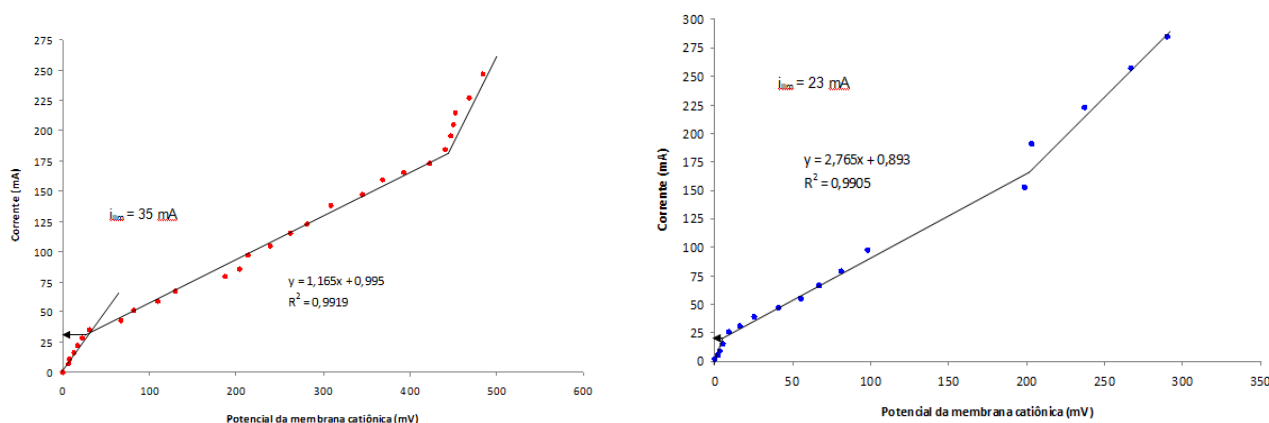 Corrente (mA)
275
250
225
200
175
150
125
100
75
50
25
0
i_lim = 35 mA
y = 1,165x + 0,995
R² = 0,9919
0 100 200 300 400 500 600
Potencial da membrana catiônica (mV)
Corrente (mA)
300
275
250
225
200
175
150
125
100
75
50
25
0
i_lim = 23 mA
y = 2,765x + 0,893
R² = 0,9905
0 50 100 150 200 250 300 350
Potencial da membrana catiônica (mV)